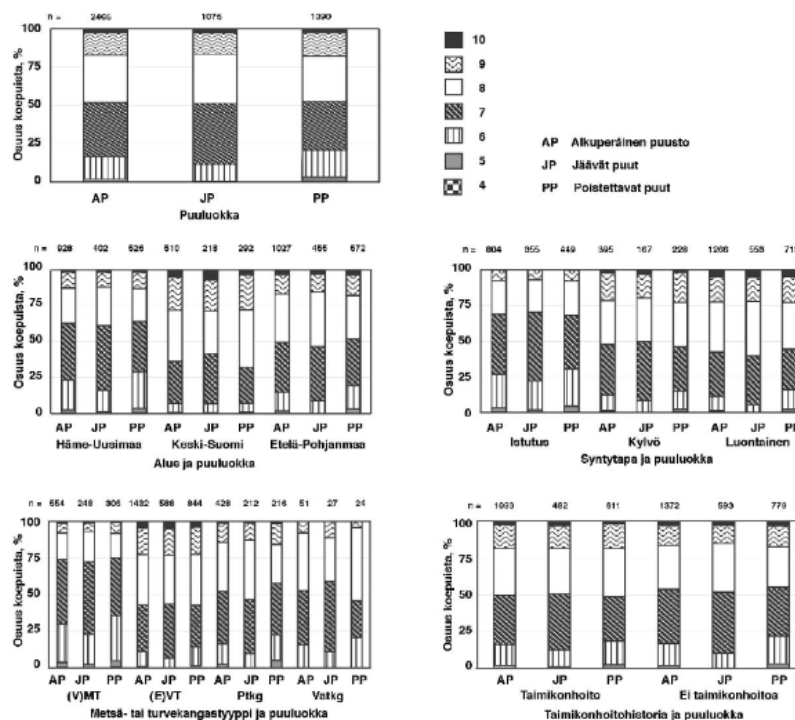 n = 2465 1075 1390
100
75
50
25
0
Osuus koepuista, %
AP JP PP
Puuluokka
10
9
8
7
6
5
4
AP Alkuperäinen puusto
JP Jäävät puut
PP Poistettavat puut
n = 928 402 526 510 218 292 1027 455 572
100
75
50
25
0
Osuus koepuista, %
AP JP PP AP JP PP AP JP PP
Häme-Uusimaa Keski-Suomi Etelä-Pohjanmaa
Alue ja puuluokka
n = 804 355 449 395 167 228 1266
100
75
50
25
0
Osuus koepuista, %
AP JP PP AP JP PP AP JP
Istutus Kylvö Luontainen
Syntytapa ja puuluokka
n = 554 248 306 1432 588 844 428 212 216 51 27 24
100
75
50
25
0
Osuus koepuista, %
AP JP PP AP JP PP AP JP PP AP JP PP
(V)MT (E)VT Ptkg Vatkg
Metsä- tai turvekangastyyppi ja puuluokka
n = 1093 482 611 1372 593 779
100
75
50
25
0
Osuus koepuista, %
AP JP PP AP JP PP
Taimikonhoito Ei taimikonhoitoa
Taimikonhoitohistoria ja puuluokka